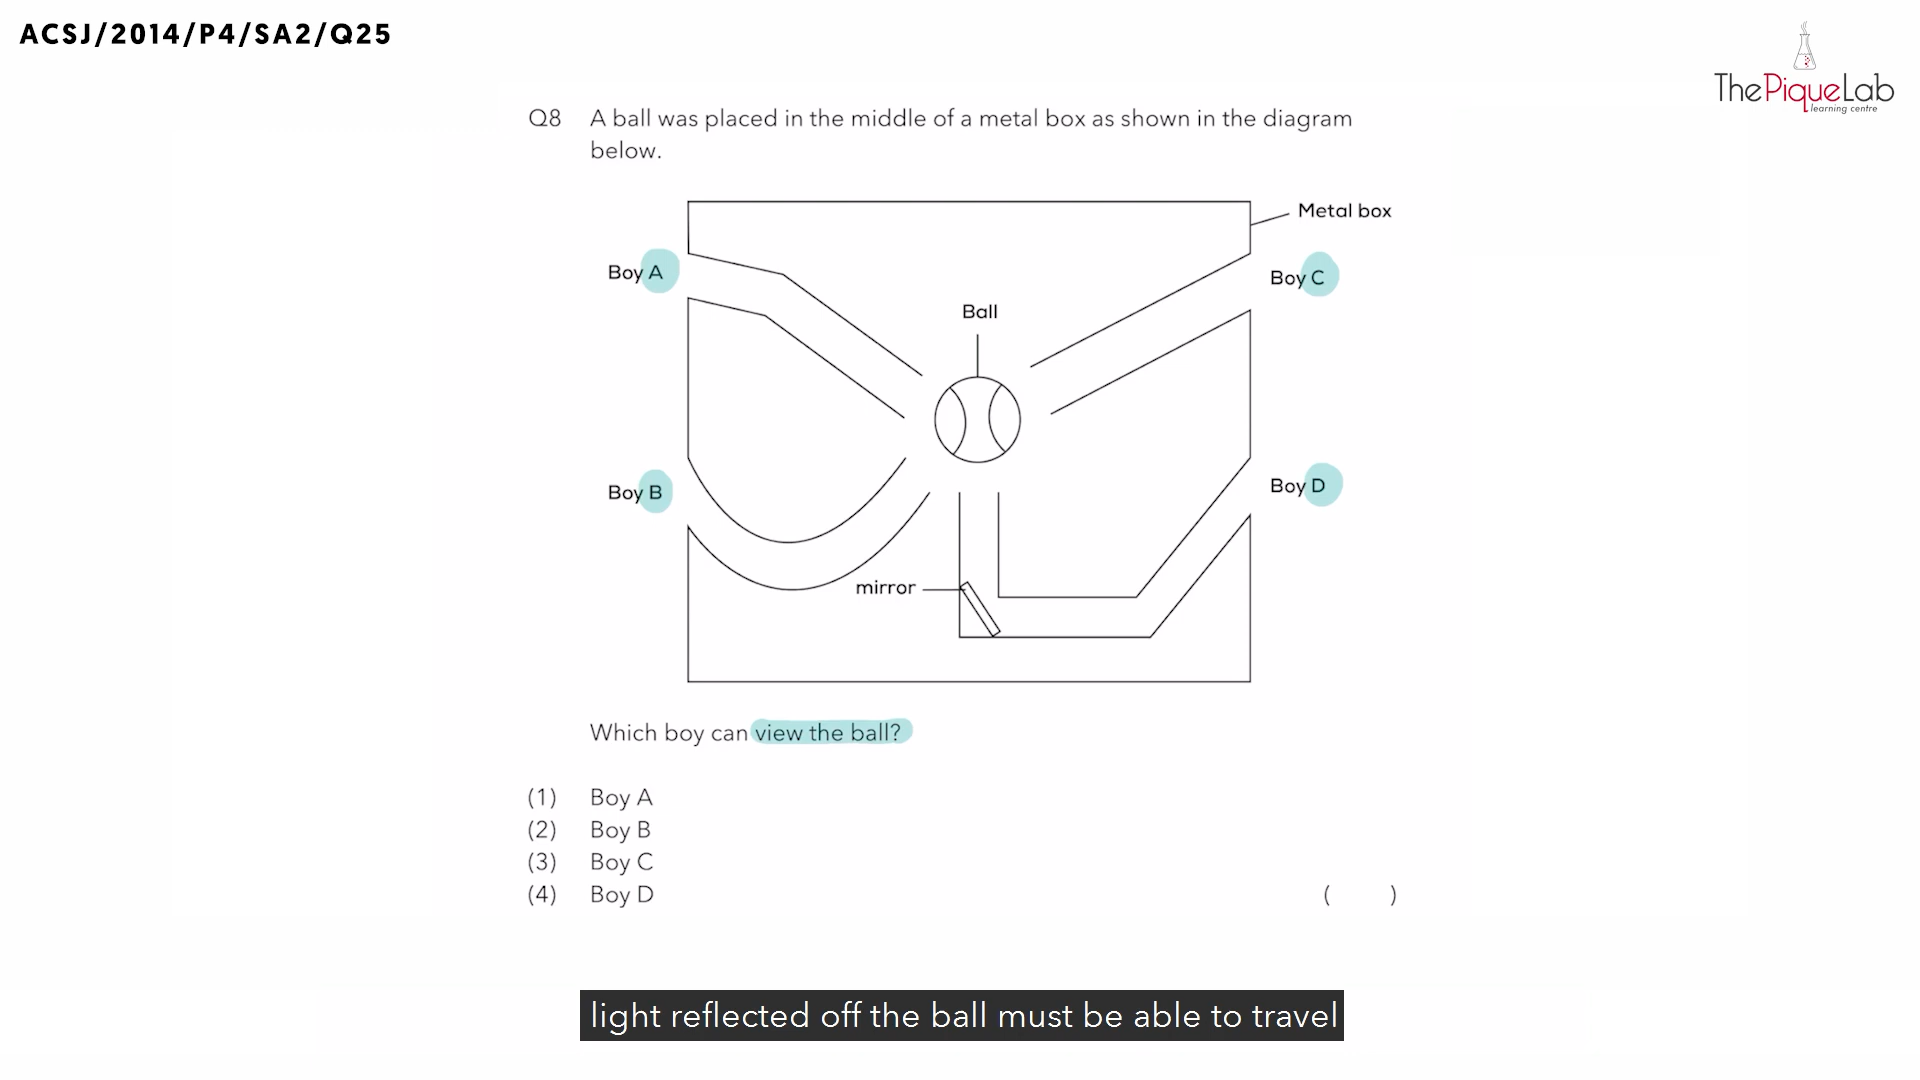 ACSJ/2014/P4/SA2/Q25
ThePiqueLab
learning centre
Q8 A ball was placed in the middle of a metal box as shown in the diagram
below.
Metal box
Boy A
Boy C
Ball
Boy B
Boy D
mirror
Which boy can view the ball?
(1) Boy A
(2) Boy B
(3) Boy C
(4) Boy D ( )
light reflected off the ball must be able to travel